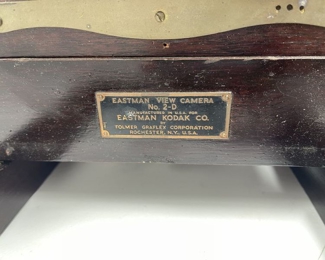 EASTMAN VIEW CAMERA
No. 2-D
MANUFACTURED IN U.S.A. FOR
EASTMAN KODAK CO.
BY
FOLMER GRAFLEX CORPORATION
ROCHESTER, N.Y., U.S.A.